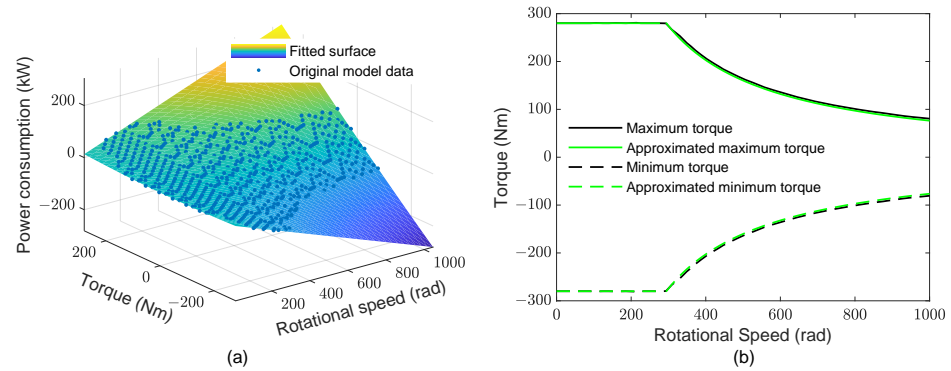 Fitted surface
Original model data
Power consumption (kW)
200
0
−200
Torque (Nm)
200
0
−200
Rotational speed (rad)
200
400
600
800
1000
(a)
Torque (Nm)
300
200
100
0
−100
−200
−300
Maximum torque
Approximated maximum torque
Minimum torque
Approximated minimum torque
0 200 400 600 800 1000
Rotational Speed (rad)
(b)